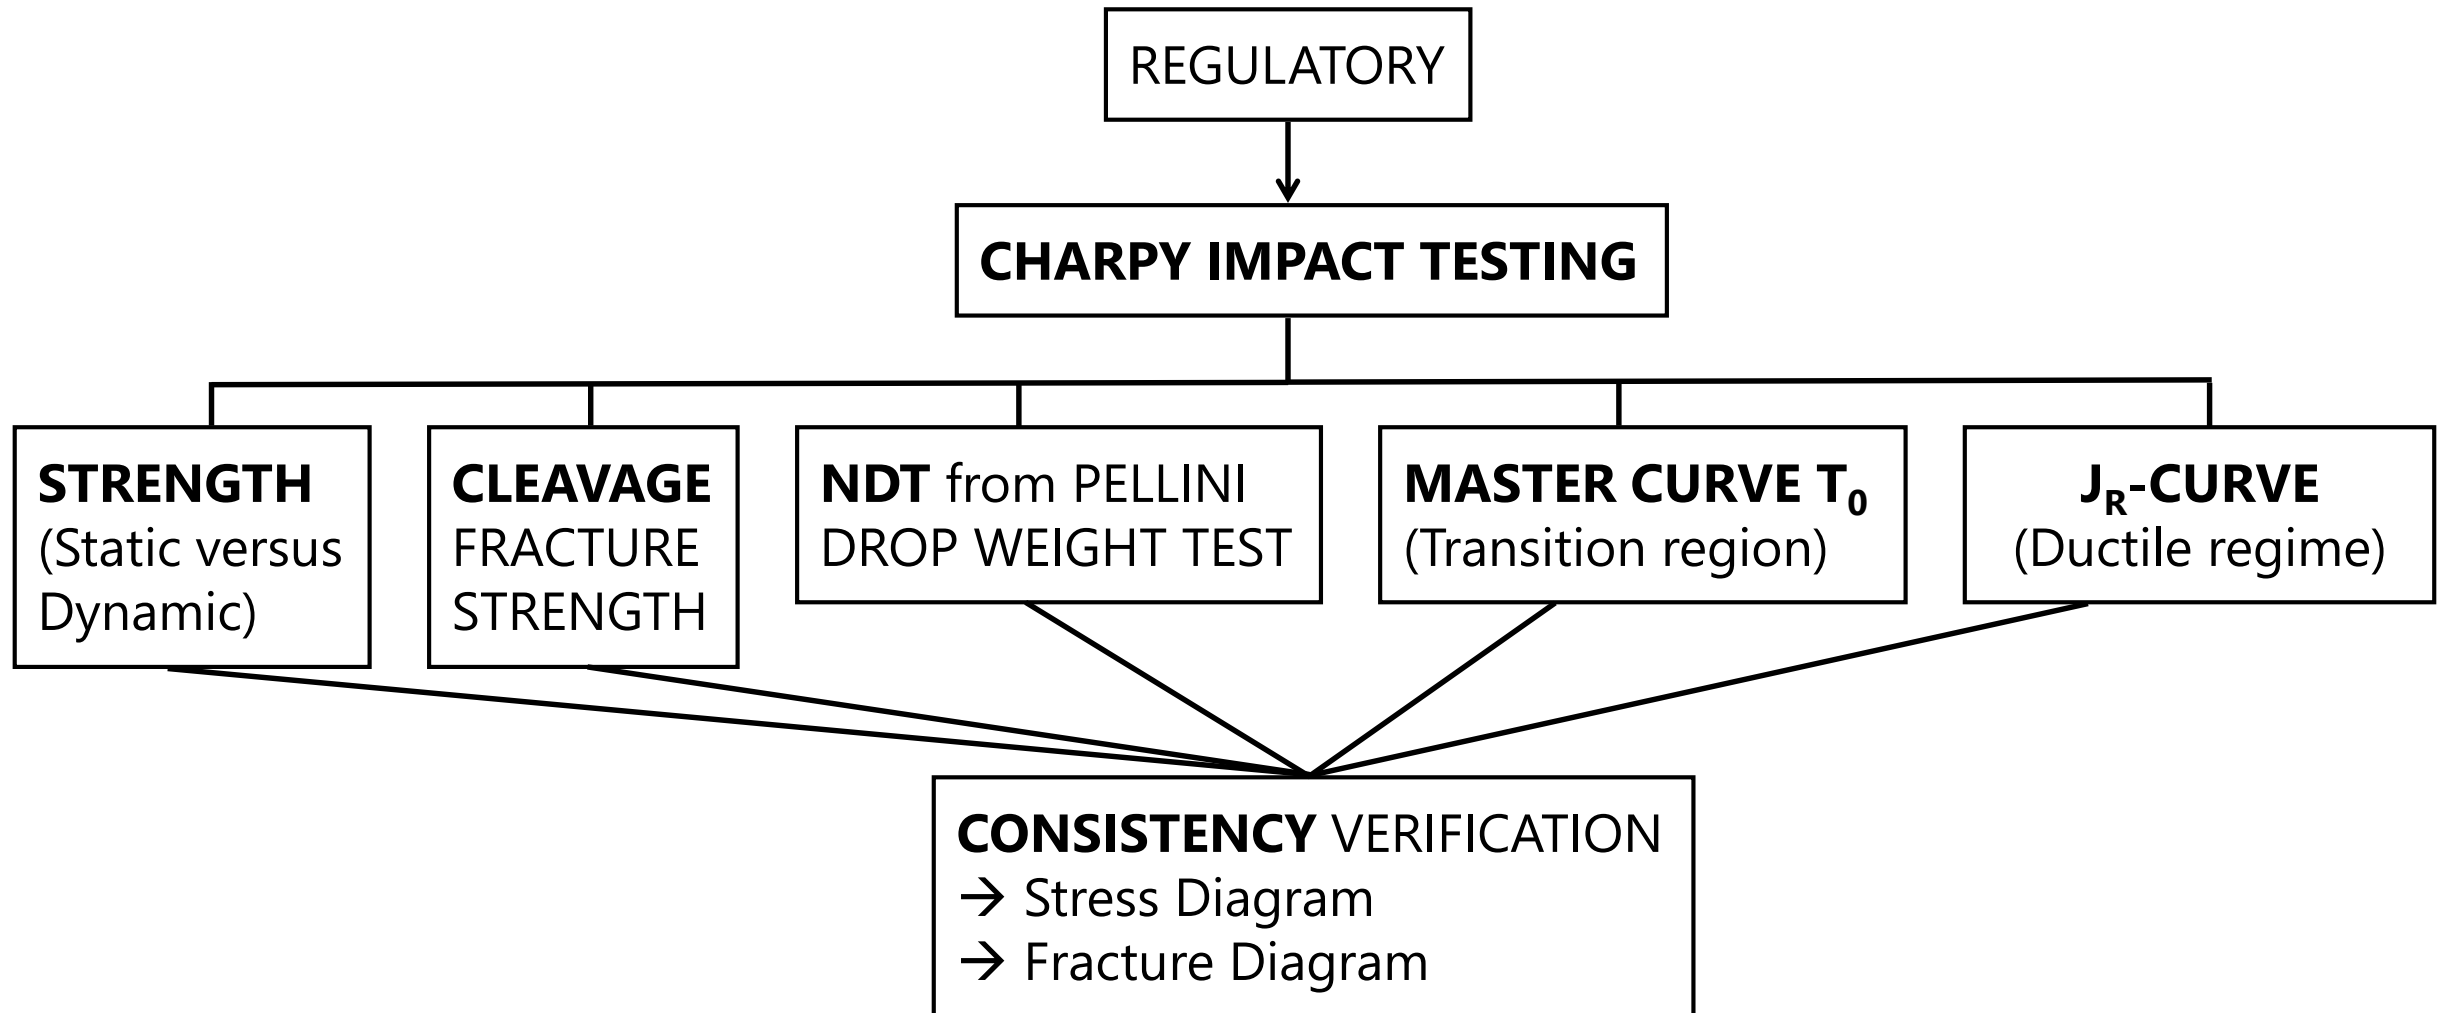 REGULATORY
CHARPY IMPACT TESTING
STRENGTH
(Static versus
Dynamic)
CLEAVAGE
FRACTURE
STRENGTH
NDT from PELLINI
DROP WEIGHT TEST
MASTER CURVE T₀
(Transition region)
J_R-CURVE
(Ductile regime)
CONSISTENCY VERIFICATION
→ Stress Diagram
→ Fracture Diagram